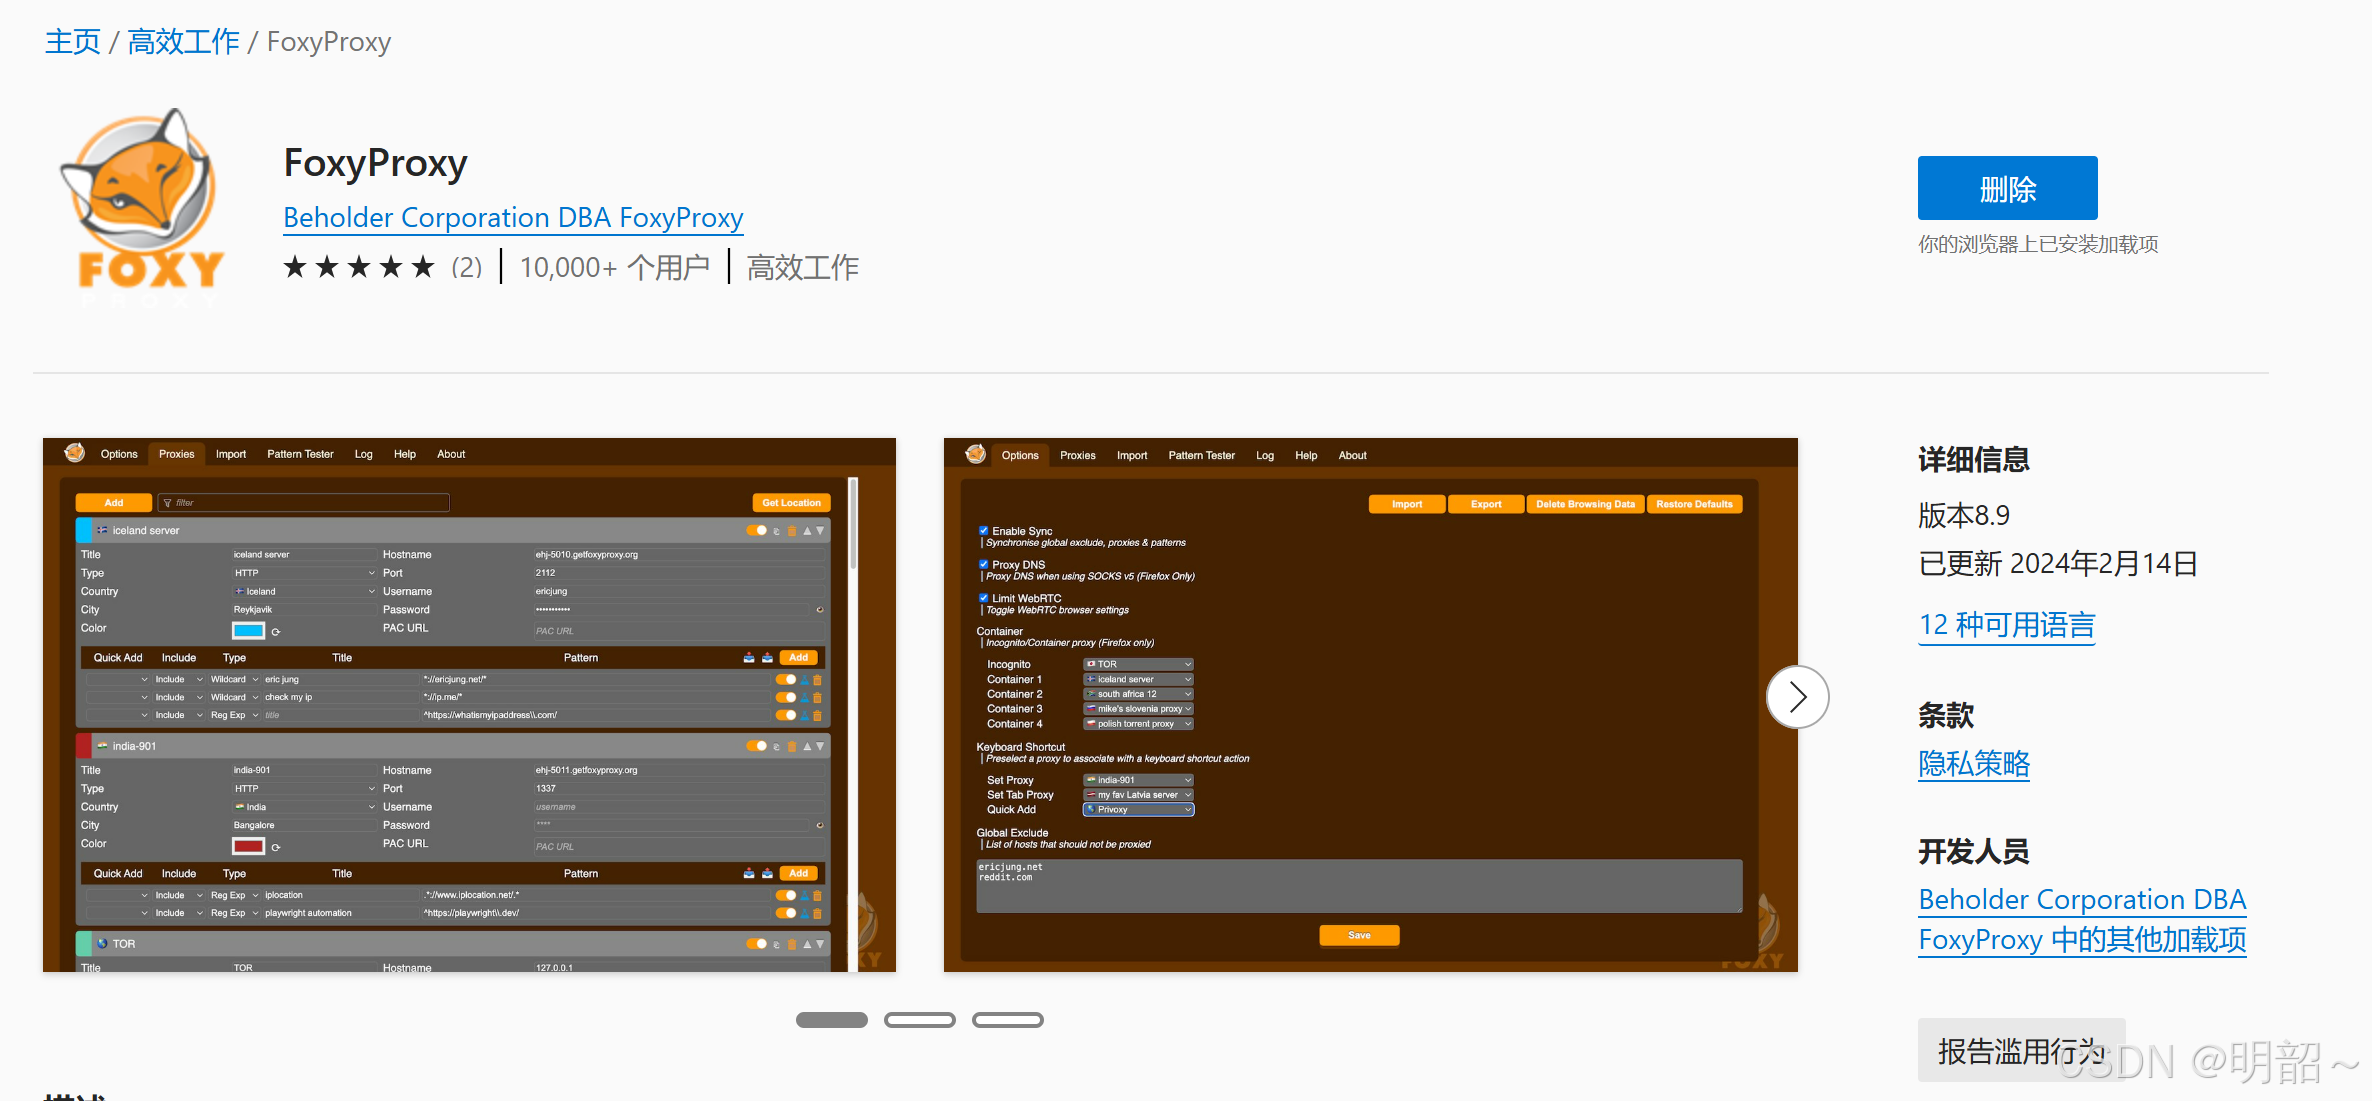 主页 / 高效工作 / FoxyProxy
FOXY
PROXY
FoxyProxy
Beholder Corporation DBA FoxyProxy
★★★★★ (2) | 10,000+ 个用户 | 高效工作
删除
你的浏览器上已安装加载项
Options Proxies Import Pattern Tester Log Help About
Add filter Get Location
iceland server
Title iceland server Hostname ehj-5010.getfoxyproxy.org
Type HTTP Port 2112
Country Iceland Username ericjung
City Reykjavik Password •••••••••••
Color PAC URL PAC URL
Quick Add Include Type Title Pattern Add
Include Wildcard eric jung *://ericjung.net/*
Include Wildcard check my ip *://ip.me/*
Include Reg Exp title ^https://whatismyipaddress\\.com/
india-901
Title india-901 Hostname ehj-5011.getfoxyproxy.org
Type HTTP Port 1337
Country India Username username
City Bangalore Password ****
Color PAC URL PAC URL
Quick Add Include Type Title Pattern Add
Include Reg Exp iplocation .*://www.iplocation.net/.*
Include Reg Exp playwright automation ^https://playwright\\.dev/
TOR
Title TOR Hostname 127.0.0.1
Options Proxies Import Pattern Tester Log Help About
Import Export Delete Browsing Data Restore Defaults
Enable Sync
Synchronise global exclude, proxies & patterns
Proxy DNS
Proxy DNS when using SOCKS v5 (Firefox Only)
Limit WebRTC
Toggle WebRTC browser settings
Container
Incognito/Container proxy (Firefox only)
Incognito TOR
Container 1 iceland server
Container 2 south africa 12
Container 3 mike's slovenia proxy
Container 4 polish torrent proxy
Keyboard Shortcut
Preselect a proxy to associate with a keyboard shortcut action
Set Proxy india-901
Set Tab Proxy my fav Latvia server
Quick Add Privoxy
Global Exclude
List of hosts that should not be proxied
ericjung.net
reddit.com
Save
FOXY
详细信息
版本8.9
已更新 2024年2月14日
12 种可用语言
条款
隐私策略
开发人员
Beholder Corporation DBA
FoxyProxy 中的其他加载项
报告滥用行为
CSDN @明韶～
描述